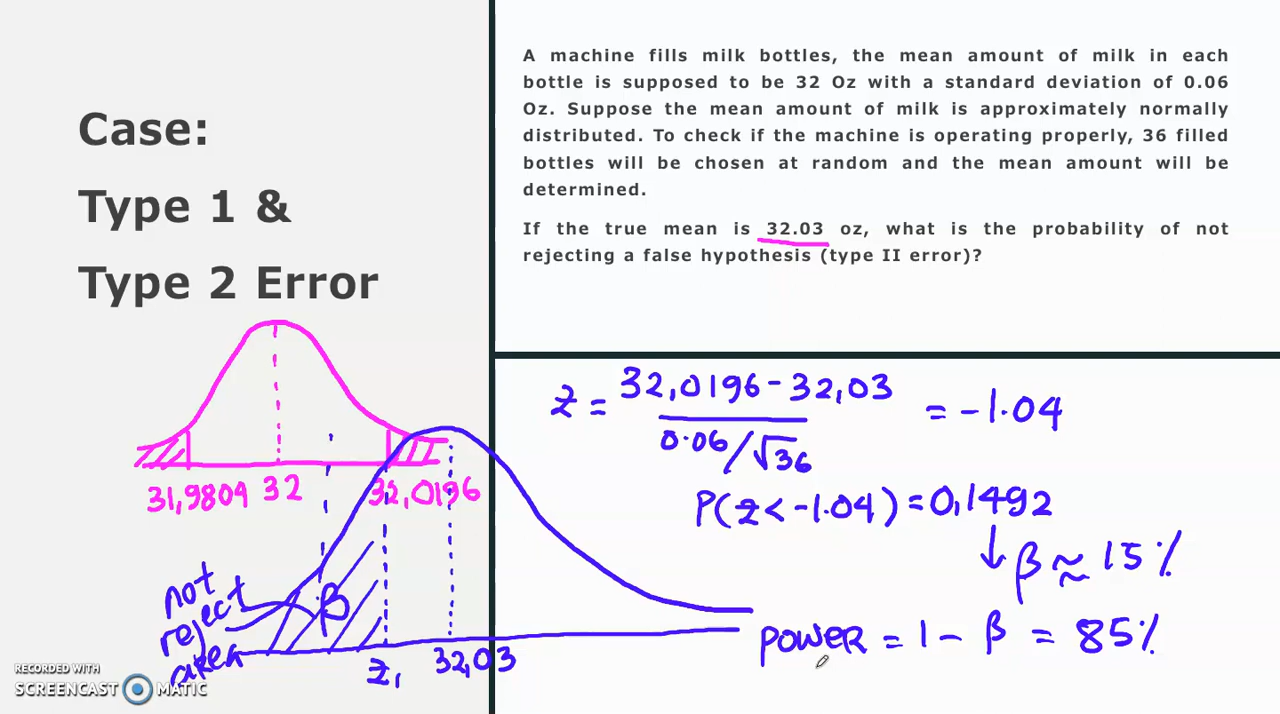 Case:
Type 1 &
Type 2 Error
A machine fills milk bottles, the mean amount of milk in each
bottle is supposed to be 32 Oz with a standard deviation of 0.06
Oz. Suppose the mean amount of milk is approximately normally
distributed. To check if the machine is operating properly, 36 filled
bottles will be chosen at random and the mean amount will be
determined.
If the true mean is 32.03 oz, what is the probability of not
rejecting a false hypothesis (type II error)?
31,9804 32 32,0196
not
reject
area
β
z₁ 32,03
z = (32,0196 - 32,03) / (0.06/√36) = -1.04
P(z < -1.04) = 0,1492
↓ β ≈ 15%
power = 1 - β = 85%
RECORDED WITH
SCREENCAST MATIC